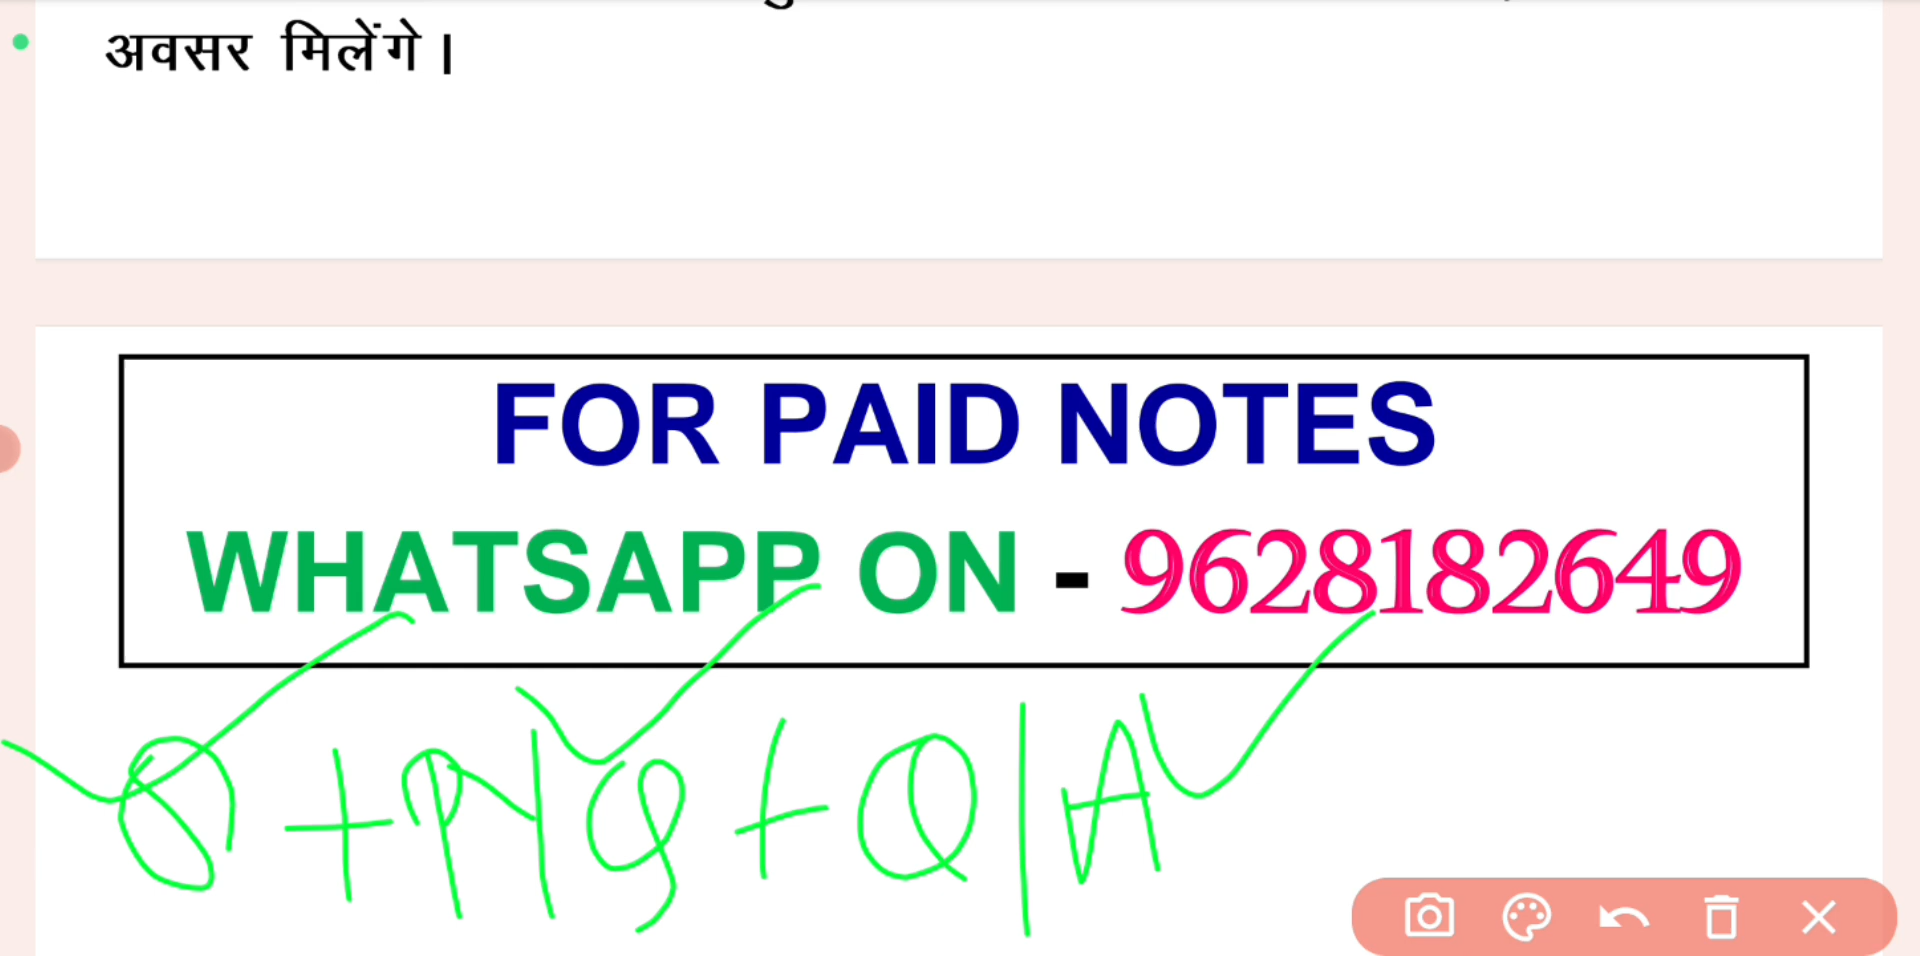 अवसर मिलेंगे।
FOR PAID NOTES
WHATSAPP ON - 9628182649
+ + Q/A